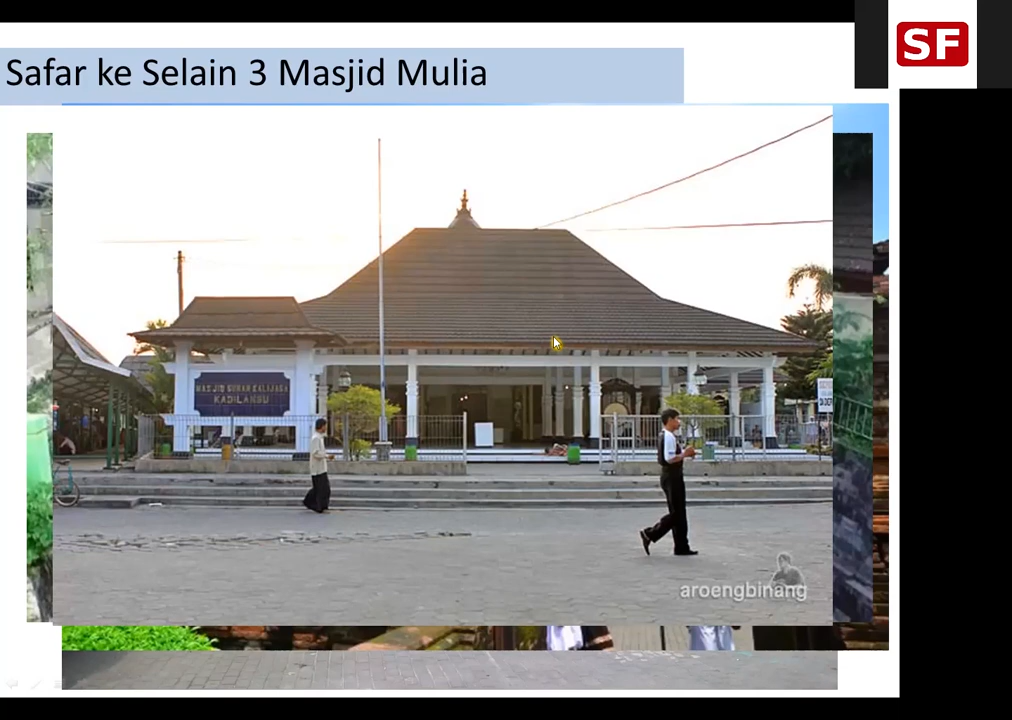 SF
Safar ke Selain 3 Masjid Mulia
MASJID SUNAN KALIJAGA
KADILANGU
aroengbinang